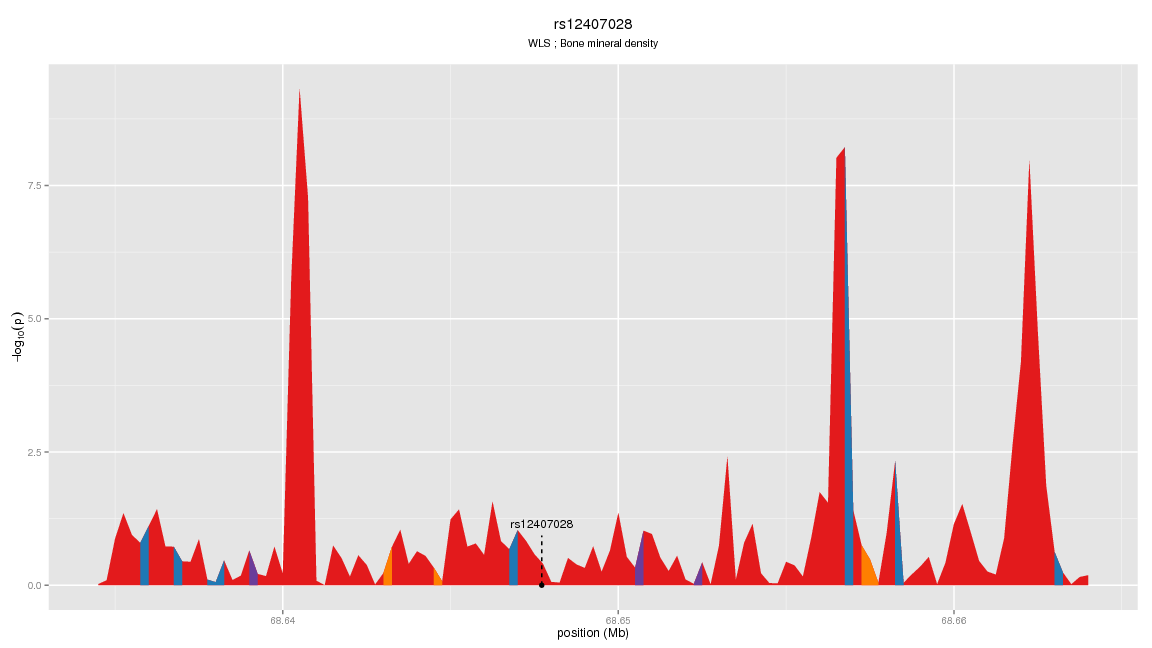 rs12407028
WLS ; Bone mineral density
−log10(p)
7.5
5.0
2.5
0.0
rs12407028
68.64
68.65
68.66
position (Mb)